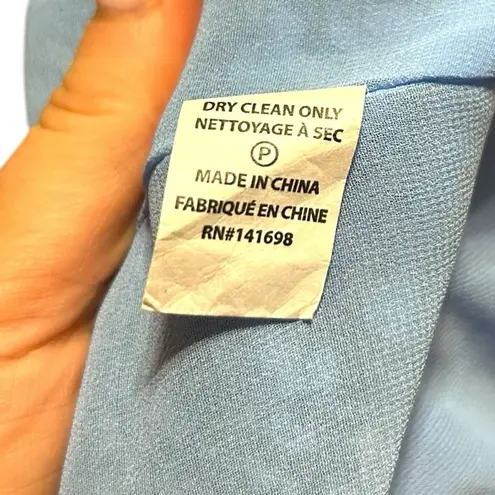 DRY CLEAN ONLY
NETTOYAGE À SEC
P
MADE IN CHINA
FABRIQUÉ EN CHINE
RN#141698